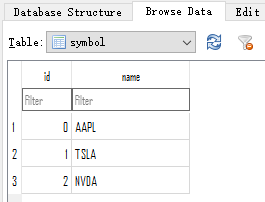 Database Structure Browse Data Edit
Table: symbol
id name
Filter Filter
1 0 AAPL
2 1 TSLA
3 2 NVDA